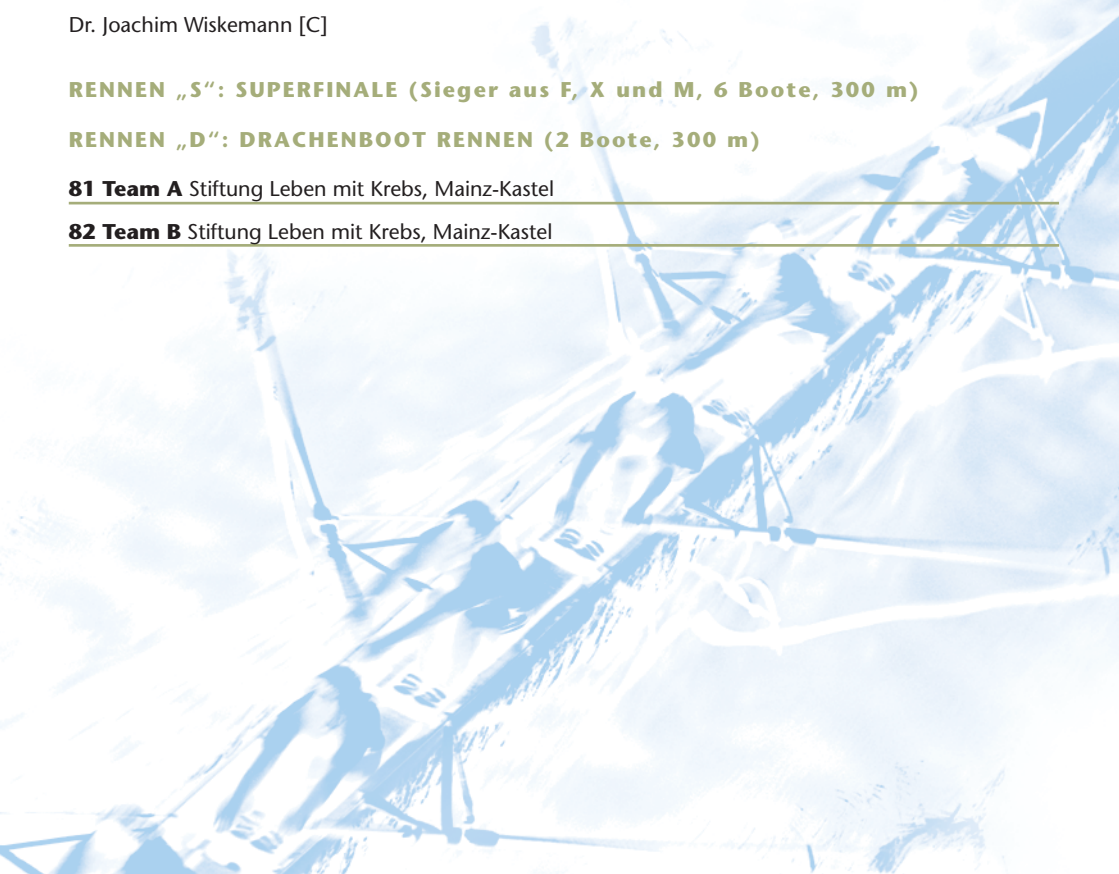 Dr. Joachim Wiskemann [C]
RENNEN „S“: SUPERFINALE (Sieger aus F, X und M, 6 Boote, 300 m)
RENNEN „D“: DRACHENBOOT RENNEN (2 Boote, 300 m)
81 Team A Stiftung Leben mit Krebs, Mainz-Kastel
82 Team B Stiftung Leben mit Krebs, Mainz-Kastel